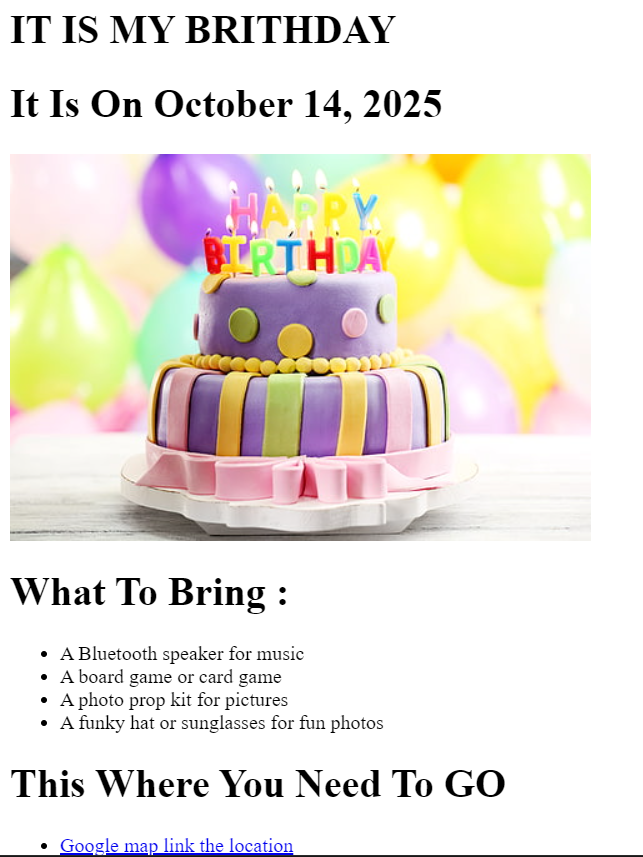 IT IS MY BRITHDAY
It Is On October 14, 2025
HAPPY
BIRTHDAY
What To Bring :
A Bluetooth speaker for music
A board game or card game
A photo prop kit for pictures
A funky hat or sunglasses for fun photos
This Where You Need To GO
Google map link the location